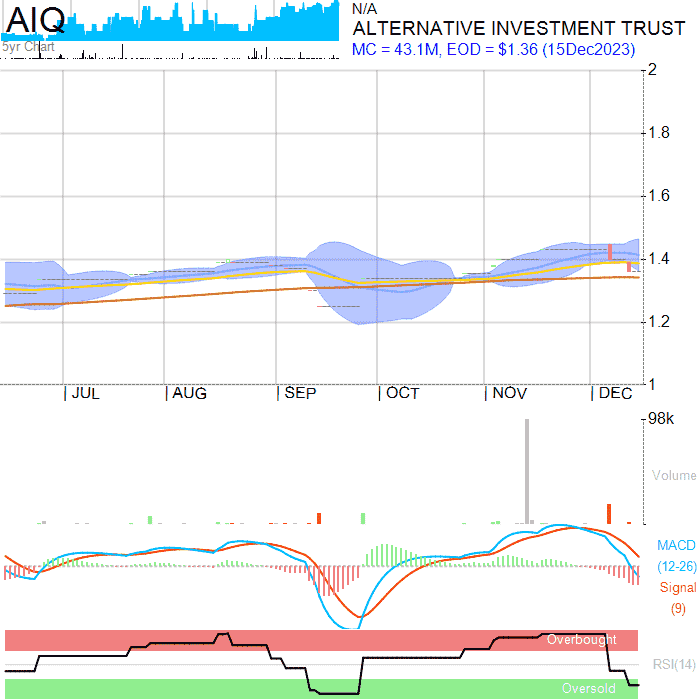 AIQ
5yr Chart
N/A
ALTERNATIVE INVESTMENT TRUST
MC = 43.1M, EOD = $1.36 (15Dec2023)
2
1.8
1.6
1.4
1.2
1
JUL AUG SEP OCT NOV DEC
98k
Volume
MACD
(12-26)
Signal
(9)
Overbought
RSI(14)
Oversold